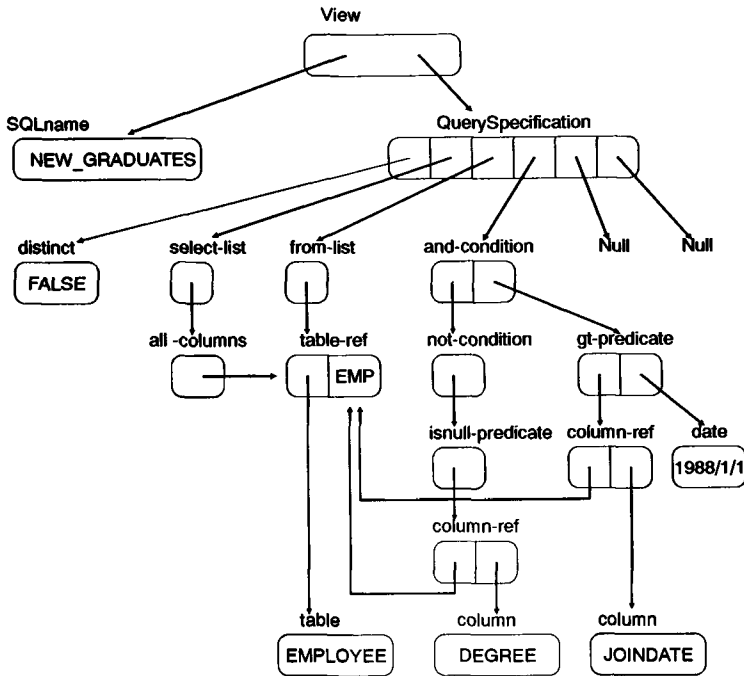 View
SQLname
QuerySpecification
NEW_GRADUATES
distinct
select-list
from-list
and-condition
Null
Null
FALSE
all -columns
table-ref
not-condition
gt-predicate
EMP
isnull-predicate
column-ref
date
1988/1/1
column-ref
table
column
column
EMPLOYEE
DEGREE
JOINDATE